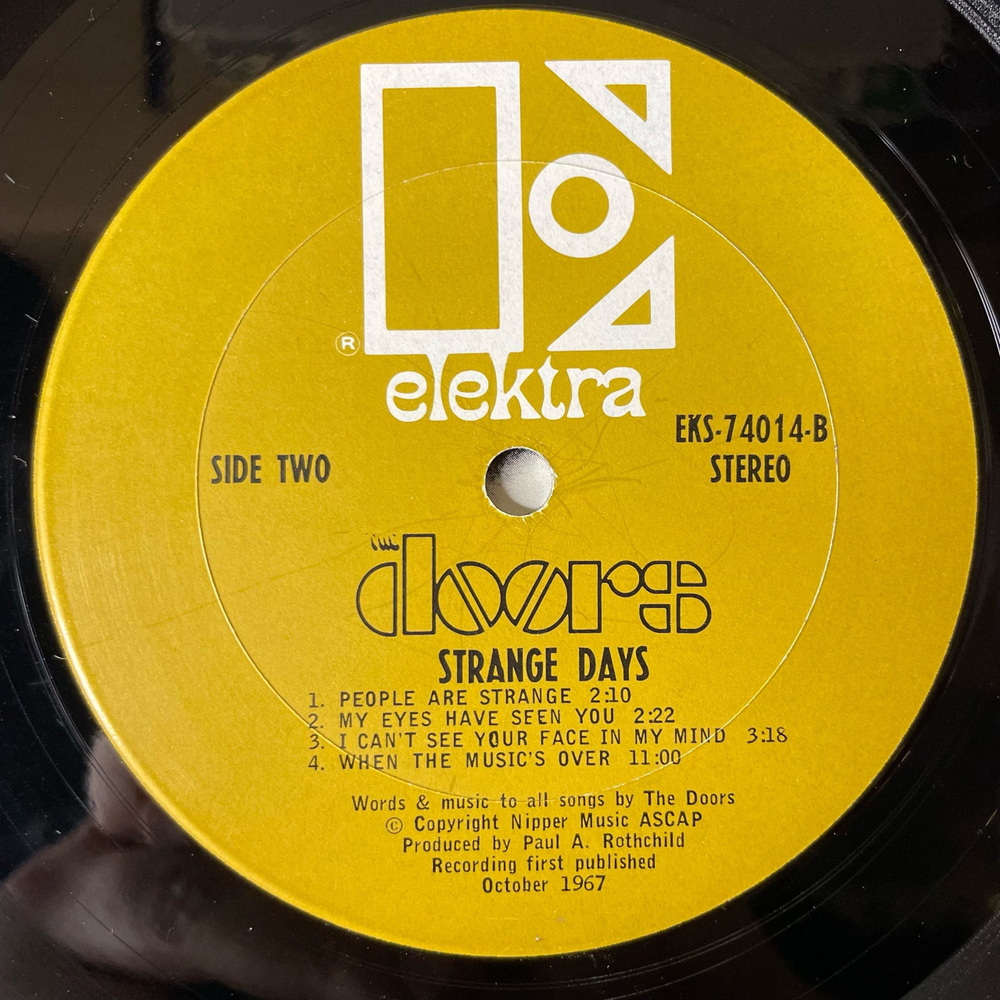 ®
elektra
EKS-74014-B
SIDE TWO STEREO
THE
doors
STRANGE DAYS
1. PEOPLE ARE STRANGE 2:10
2. MY EYES HAVE SEEN YOU 2:22
3. I CAN'T SEE YOUR FACE IN MY MIND 3:18
4. WHEN THE MUSIC'S OVER 11:00
Words & music to all songs by The Doors
© Copyright Nipper Music ASCAP
Produced by Paul A. Rothchild
Recording first published
October 1967